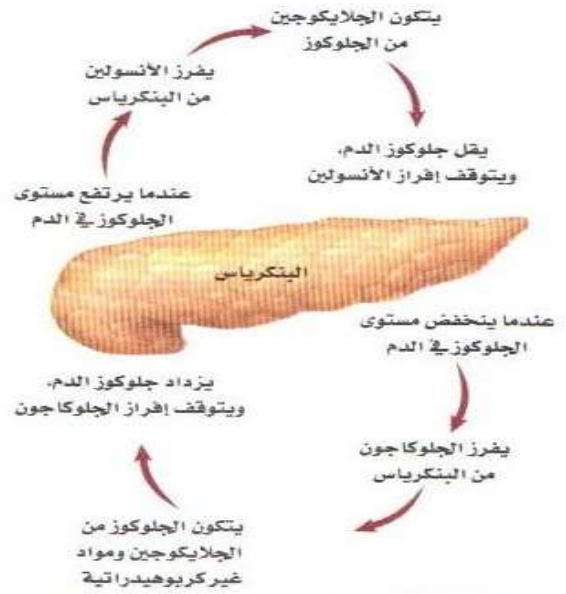 يتكون الجلايكوجين
من الجلوكوز
يفرز الأنسولين
من البنكرياس
يقل جلوكوز الدم،
ويتوقف إفراز الأنسولين
عندما يرتفع مستوى
الجلوكوز في الدم
البنكرياس
عندما ينخفض مستوى
الجلوكوز في الدم
يزداد جلوكوز الدم،
ويتوقف إفراز الجلوكاجون
يفرز الجلوكاجون
من البنكرياس
يتكون الجلوكوز من
الجلايكوجين ومواد
غير كربوهيدراتية